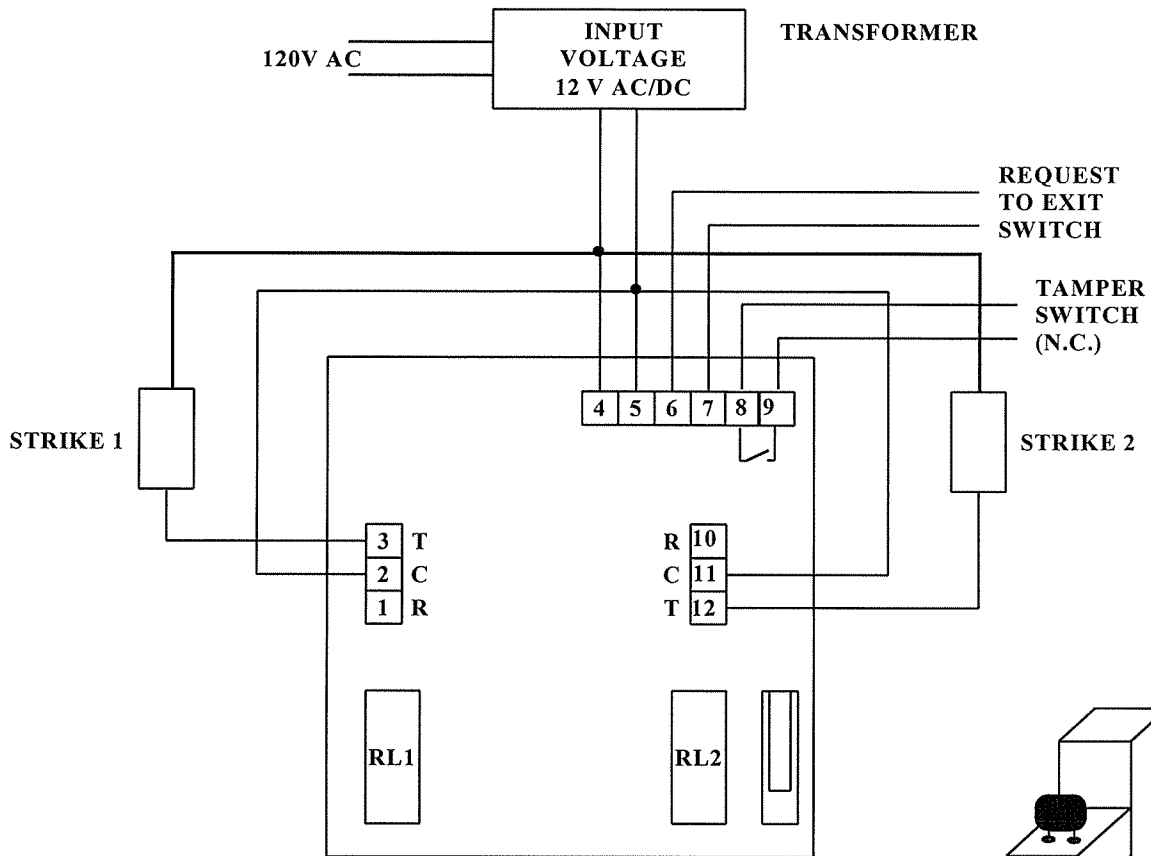 INPUT
VOLTAGE
12 V AC/DC
TRANSFORMER
120V AC
REQUEST
TO EXIT
SWITCH
TAMPER
SWITCH
(N.C.)
4 5 6 7 8 9
STRIKE 1
STRIKE 2
3 T
2 C
1 R
R 10
C 11
T 12
RL1
RL2